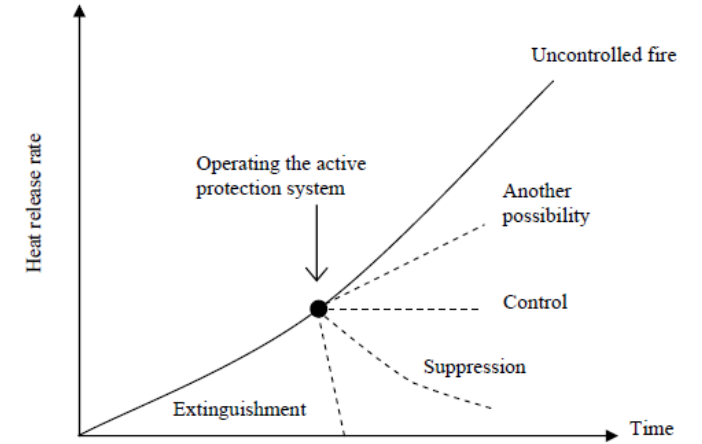 Uncontrolled fire
Operating the active
protection system
Another
possibility
Heat release rate
Control
Suppression
Extinguishment
Time